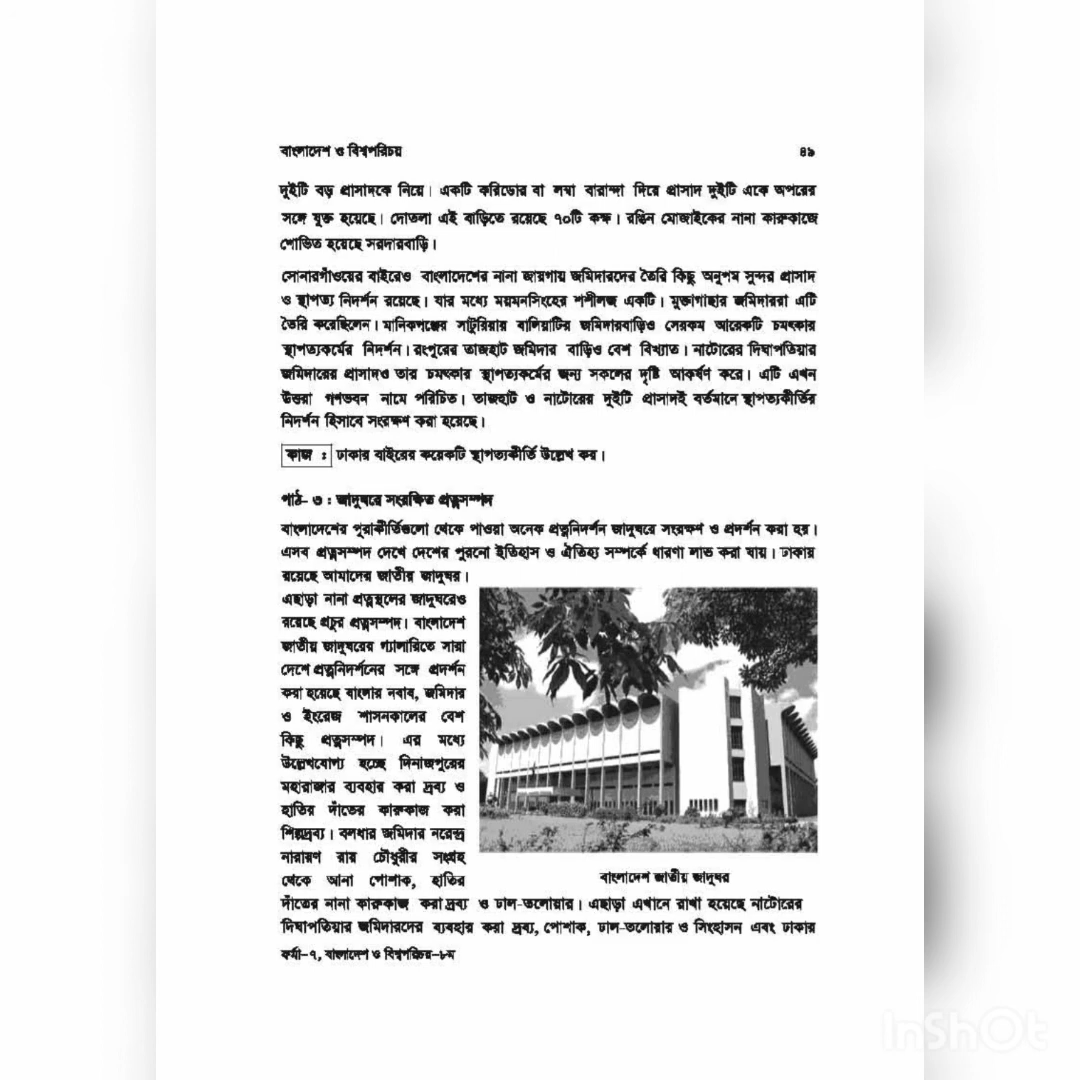 বাংলাদেশ ও বিশ্বপরিচয় ৪৯
দুইটি বড় প্রাসাদকে নিয়ে। একটি করিডোর বা লম্বা বারান্দা দিয়ে প্রাসাদ দুইটি একে অপরের
সঙ্গে যুক্ত হয়েছে। দোতলা এই বাড়িতে রয়েছে ৭০টি কক্ষ। রঙিন মোজাইকের নানা কারুকাজে
শোভিত হয়েছে সরদারবাড়ি।
সোনারগাঁওয়ের বাইরেও বাংলাদেশের নানা জায়গায় জমিদারদের তৈরি কিছু অনুপম সুন্দর প্রাসাদ
ও স্থাপত্য নিদর্শন রয়েছে। যার মধ্যে ময়মনসিংহের শশীলজ একটি। মুক্তাগাছার জমিদাররা এটি
তৈরি করেছিলেন। মানিকগঞ্জের সাটুরিয়ায় বালিয়াটির জমিদারবাড়িও সেরকম আরেকটি চমৎকার
স্থাপত্যকর্মের নিদর্শন। রংপুরের তাজহাট জমিদার বাড়িও বেশ বিখ্যাত। নাটোরের দিঘাপতিয়ার
জমিদারের প্রাসাদও তার চমৎকার স্থাপত্যকর্মের জন্য সকলের দৃষ্টি আকর্ষণ করে। এটি এখন
উত্তরা গণভবন নামে পরিচিত। তাজহাট ও নাটোরের দুইটি প্রাসাদই বর্তমানে স্থাপত্যকীর্তির
নিদর্শন হিসাবে সংরক্ষণ করা হয়েছে।
কাজ : ঢাকার বাইরের কয়েকটি স্থাপত্যকীর্তি উল্লেখ কর।
পাঠ- ৩ : জাদুঘরে সংরক্ষিত প্রত্নসম্পদ
বাংলাদেশের পুরাকীর্তিগুলো থেকে পাওয়া অনেক প্রত্ননিদর্শন জাদুঘরে সংরক্ষণ ও প্রদর্শন করা হয়।
এসব প্রত্নসম্পদ দেখে দেশের পুরনো ইতিহাস ও ঐতিহ্য সম্পর্কে ধারণা লাভ করা যায়। ঢাকায়
রয়েছে আমাদের জাতীয় জাদুঘর।
এছাড়া নানা প্রত্নস্থলের জাদুঘরেও
রয়েছে প্রচুর প্রত্নসম্পদ। বাংলাদেশ
জাতীয় জাদুঘরের গ্যালারিতে সারা
দেশে প্রত্ননিদর্শনের সঙ্গে প্রদর্শন
করা হয়েছে বাংলার নবাব, জমিদার
ও ইংরেজ শাসনকালের বেশ
কিছু প্রত্নসম্পদ। এর মধ্যে
উল্লেখযোগ্য হচ্ছে দিনাজপুরের
মহারাজার ব্যবহার করা দ্রব্য ও
হাতির দাঁতের কারুকাজ করা
শিল্পদ্রব্য। বলধার জমিদার নরেন্দ্র
নারায়ণ রায় চৌধুরীর সংগ্রহ
থেকে আনা পোশাক, হাতির
দাঁতের নানা কারুকাজ করা দ্রব্য ও ঢাল-তলোয়ার। এছাড়া এখানে রাখা হয়েছে নাটোরের
দিঘাপতিয়ার জমিদারদের ব্যবহার করা দ্রব্য, পোশাক, ঢাল-তলোয়ার ও সিংহাসন এবং ঢাকার
বাংলাদেশ জাতীয় জাদুঘর
ফর্মা-৭, বাংলাদেশ ও বিশ্বপরিচয়-৮ম
InShOt